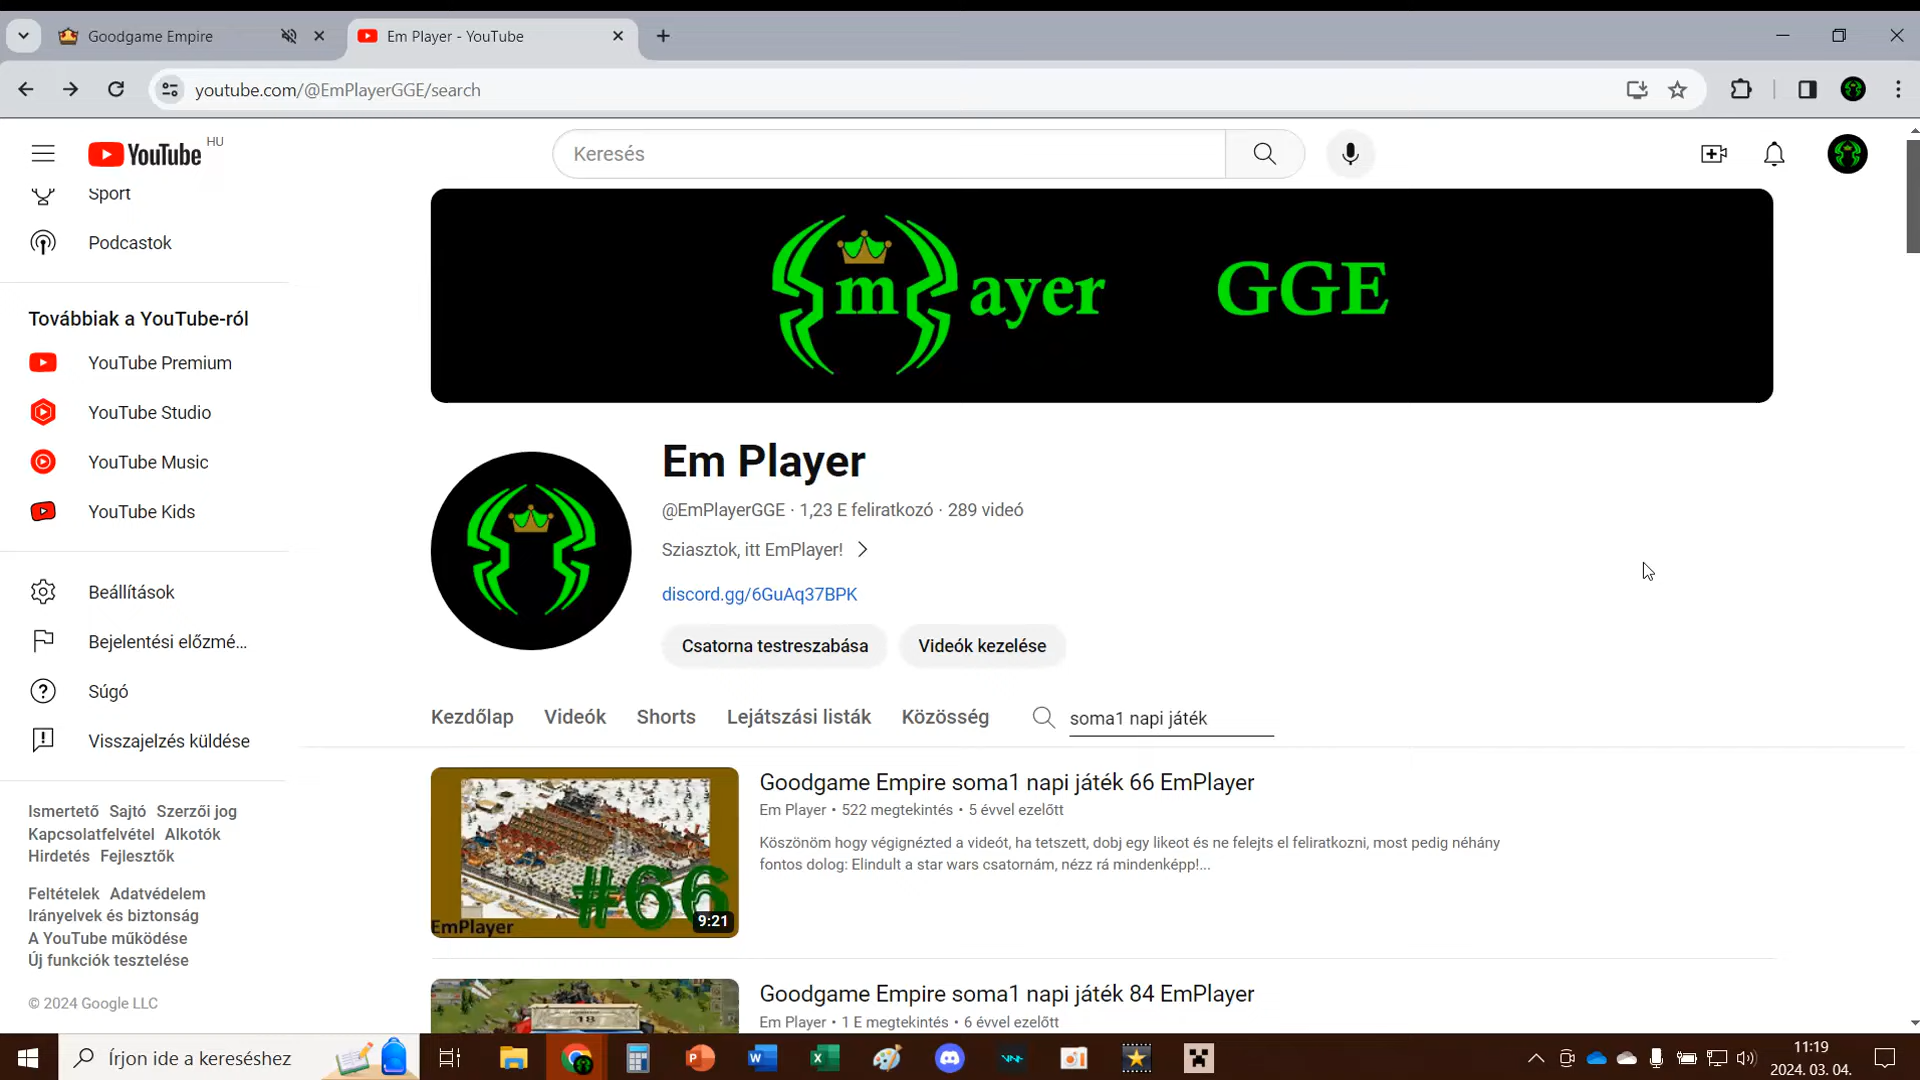 Goodgame Empire
Em Player - YouTube
youtube.com/@EmPlayerGGE/search
YouTube HU
Keresés
Sport
Podcastok
Továbbiak a YouTube-ról
YouTube Premium
YouTube Studio
YouTube Music
YouTube Kids
Beállítások
Bejelentési előzmé...
Súgó
Visszajelzés küldése
Ismertető Sajtó Szerzői jog
Kapcsolatfelvétel Alkotók
Hirdetés Fejlesztők
Feltételek Adatvédelem
Irányelvek és biztonság
A YouTube működése
Új funkciók tesztelése
© 2024 Google LLC
m ayer GGE
Em Player
@EmPlayerGGE · 1,23 E feliratkozó · 289 videó
Sziasztok, itt EmPlayer!
discord.gg/6GuAq37BPK
Csatorna testreszabása Videók kezelése
Kezdőlap Videók Shorts Lejátszási listák Közösség soma1 napi játék
#66
EmPlayer
9:21
Goodgame Empire soma1 napi játék 66 EmPlayer
Em Player • 522 megtekintés • 5 évvel ezelőtt
Köszönöm hogy végignézted a videót, ha tetszett, dobj egy likeot és ne felejts el feliratkozni, most pedig néhány
fontos dolog: Elindult a star wars csatornám, nézz rá mindenképp!...
18
Goodgame Empire soma1 napi játék 84 EmPlayer
Em Player • 1 E megtekintés • 6 évvel ezelőtt
Írjon ide a kereséshez
11:19
2024. 03. 04.